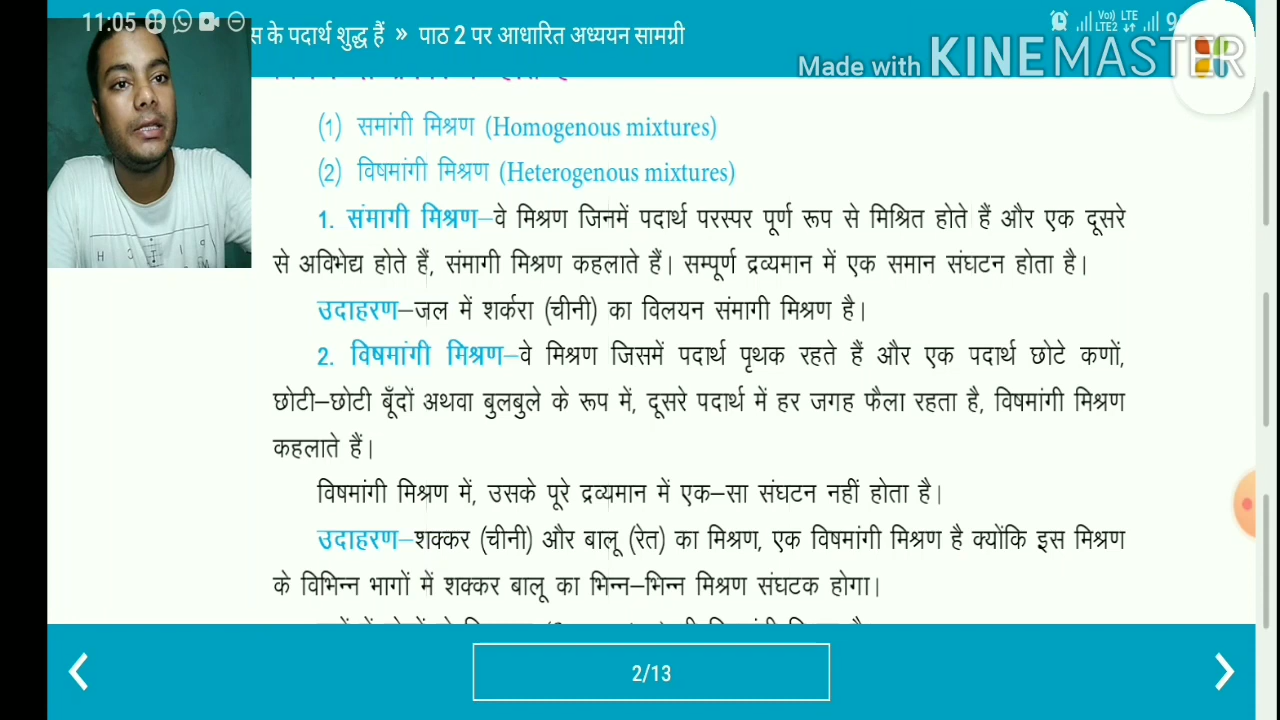 11:05
LTE
LTE2
के पदार्थ शुद्ध हैं » पाठ 2 पर आधारित अध्ययन सामग्री
Made with KINEMASTER
(1) समांगी मिश्रण (Homogenous mixtures)
(2) विषमांगी मिश्रण (Heterogenous mixtures)
1. संमागी मिश्रण–वे मिश्रण जिनमें पदार्थ परस्पर पूर्ण रूप से मिश्रित होते हैं और एक दूसरे
से अविभेद्य होते हैं, संमागी मिश्रण कहलाते हैं। सम्पूर्ण द्रव्यमान में एक समान संघटन होता है।
उदाहरण–जल में शर्करा (चीनी) का विलयन संमागी मिश्रण है।
2. विषमांगी मिश्रण–वे मिश्रण जिसमें पदार्थ पृथक रहते हैं और एक पदार्थ छोटे कणों,
छोटी–छोटी बूँदों अथवा बुलबुले के रूप में, दूसरे पदार्थ में हर जगह फैला रहता है, विषमांगी मिश्रण
कहलाते हैं।
विषमांगी मिश्रण में, उसके पूरे द्रव्यमान में एक–सा संघटन नहीं होता है।
उदाहरण–शक्कर (चीनी) और बालू (रेत) का मिश्रण, एक विषमांगी मिश्रण है क्योंकि इस मिश्रण
के विभिन्न भागों में शक्कर बालू का भिन्न–भिन्न मिश्रण संघटक होगा।
2/13